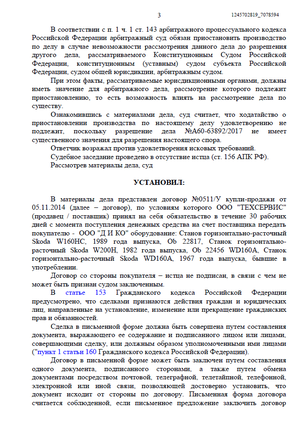 3
1245702819_7078594
В соответствии с п. 1 ч. 1 ст. 143 арбитражного процессуального кодекса
Российской Федерации арбитражный суд обязан приостановить производство
по делу в случае невозможности рассмотрения данного дела до разрешения
другого дела, рассматриваемого Конституционным Судом Российской
Федерации, конституционным (уставным) судом субъекта Российской
Федерации, судом общей юрисдикции, арбитражным судом.
При этом факты, рассматриваемые юрисдикционными органами, должны
иметь значение для арбитражного дела, рассмотрение которого подлежит
приостановлению, то есть возможность влиять на рассмотрение дела по
существу.
Ознакомившись с материалами дела, суд считает, что ходатайство о
приостановлении производства по настоящему делу удовлетворению не
подлежит, поскольку решение дела №А60-63892/2017 не имеет
существенного значения для разрешения настоящего спора.
Ответчик возражал против удовлетворения исковых требований.
Судебное заседание проведено в отсутствие истца (ст. 156 АПК РФ).
Рассмотрев материалы дела, суд
УСТАНОВИЛ:
В материалы дела представлен договор №0511/У купли-продажи от
05.11.2014 (далее – договор), по условиям которого ООО "ТЕХСЕРВИС"
(продавец / поставщик) принял на себя обязательство в течение 30 рабочих
дней с момента поступления денежных средства на счет поставщика передать
покупателю - ООО "Д И КО" оборудование: Станок горизонтально-расточный
Skoda W160HC, 1989 года выпуска, Ob 22817, Станок горизонтально-
расточный Skoda W200H, 1982 года выпуска, Ob 22456 WD160A, Станок
горизонтально-расточный Skoda WD160A, 1967 года выпуска, бывшие в
употреблении.
Договор со стороны покупателя – истца не подписан, в связи с чем не
может быть признан судом заключенным.
В статье 153 Гражданского кодекса Российской Федерации
предусмотрено, что сделками признаются действия граждан и юридических
лиц, направленные на установление, изменение или прекращение гражданских
прав и обязанностей.
Сделка в письменной форме должна быть совершена путем составления
документа, выражающего ее содержание и подписанного лицом или лицами,
совершающими сделку, или должным образом уполномоченными ими лицами
("пункт 1 статьи 160 Гражданского кодекса Российской Федерации).
Договор в письменной форме может быть заключен путем составления
одного документа, подписанного сторонами, а также путем обмена
документами посредством почтовой, телеграфной, телетайпной, телефонной,
электронной или иной связи, позволяющей достоверно установить, что
документ исходит от стороны по договору. Письменная форма договора
считается соблюденной, если письменное предложение заключить договор